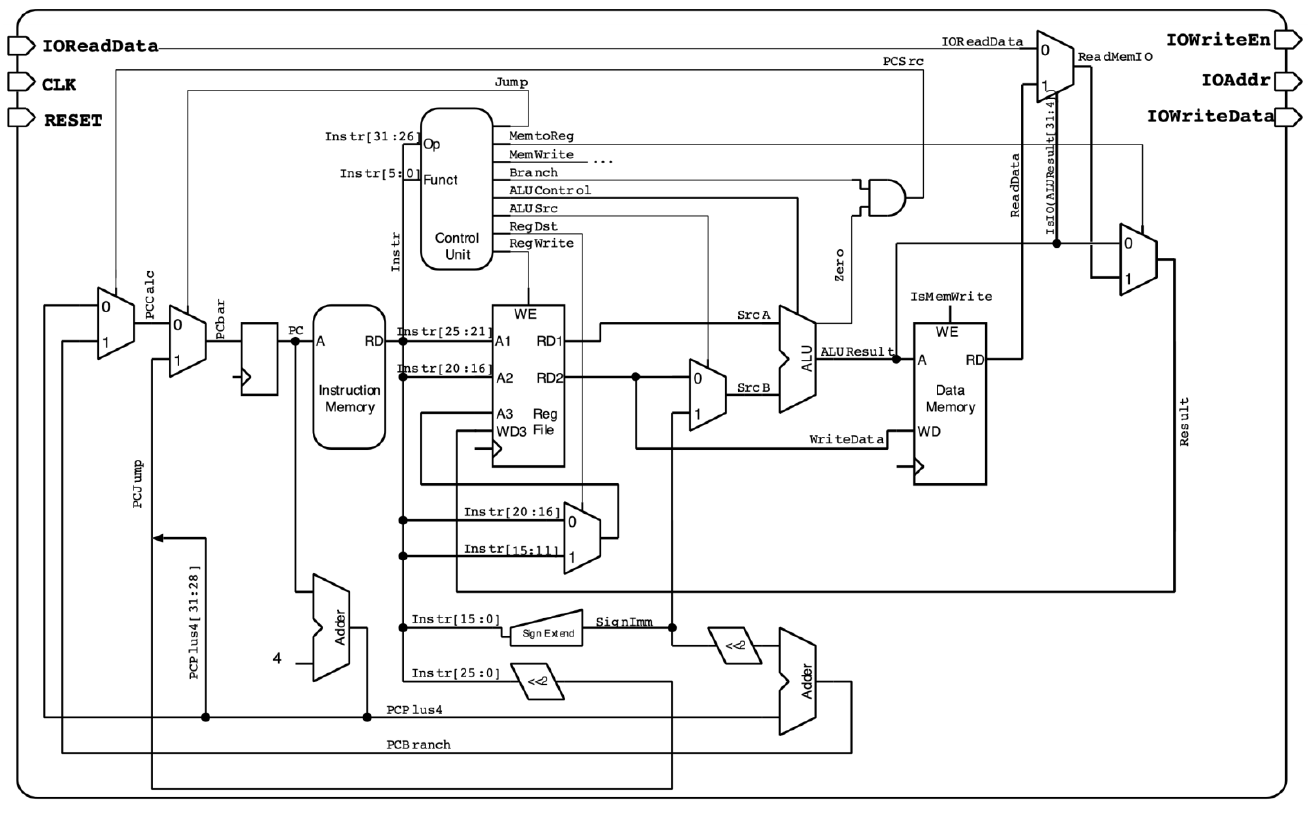 IOReadData
CLK
RESET
IOWriteEn
IOAddr
IOWriteData
IOReadData
0
1
ReadMemIO
PCSrc
Jump
Instr[31:26]
Op
Instr[5:0]
Funct
Control
Unit
MemtoReg
MemWrite ...
Branch
ALUControl
ALUSrc
RegDst
RegWrite
Instr
Zero
ReadData
IsIO(ALUResult[31:4]
0
1
0
1
PCCalc
0
1
PCbar
PC
A
RD
Instruction
Memory
Instr[25:21]
Instr[20:16]
WE
A1
RD1
A2
RD2
A3
WD3
Reg
File
SrcA
0
1
SrcB
ALU
ALUResult
IsMemWrite
WE
A
RD
Data
Memory
WD
WriteData
Result
PCJump
Instr[20:16]
0
Instr[15:11]
1
PCPlus4[31:28]
4
Adder
Instr[15:0]
Sign Extend
SignImm
Instr[25:0]
<<2
<<2
Adder
PCPlus4
PCBranch